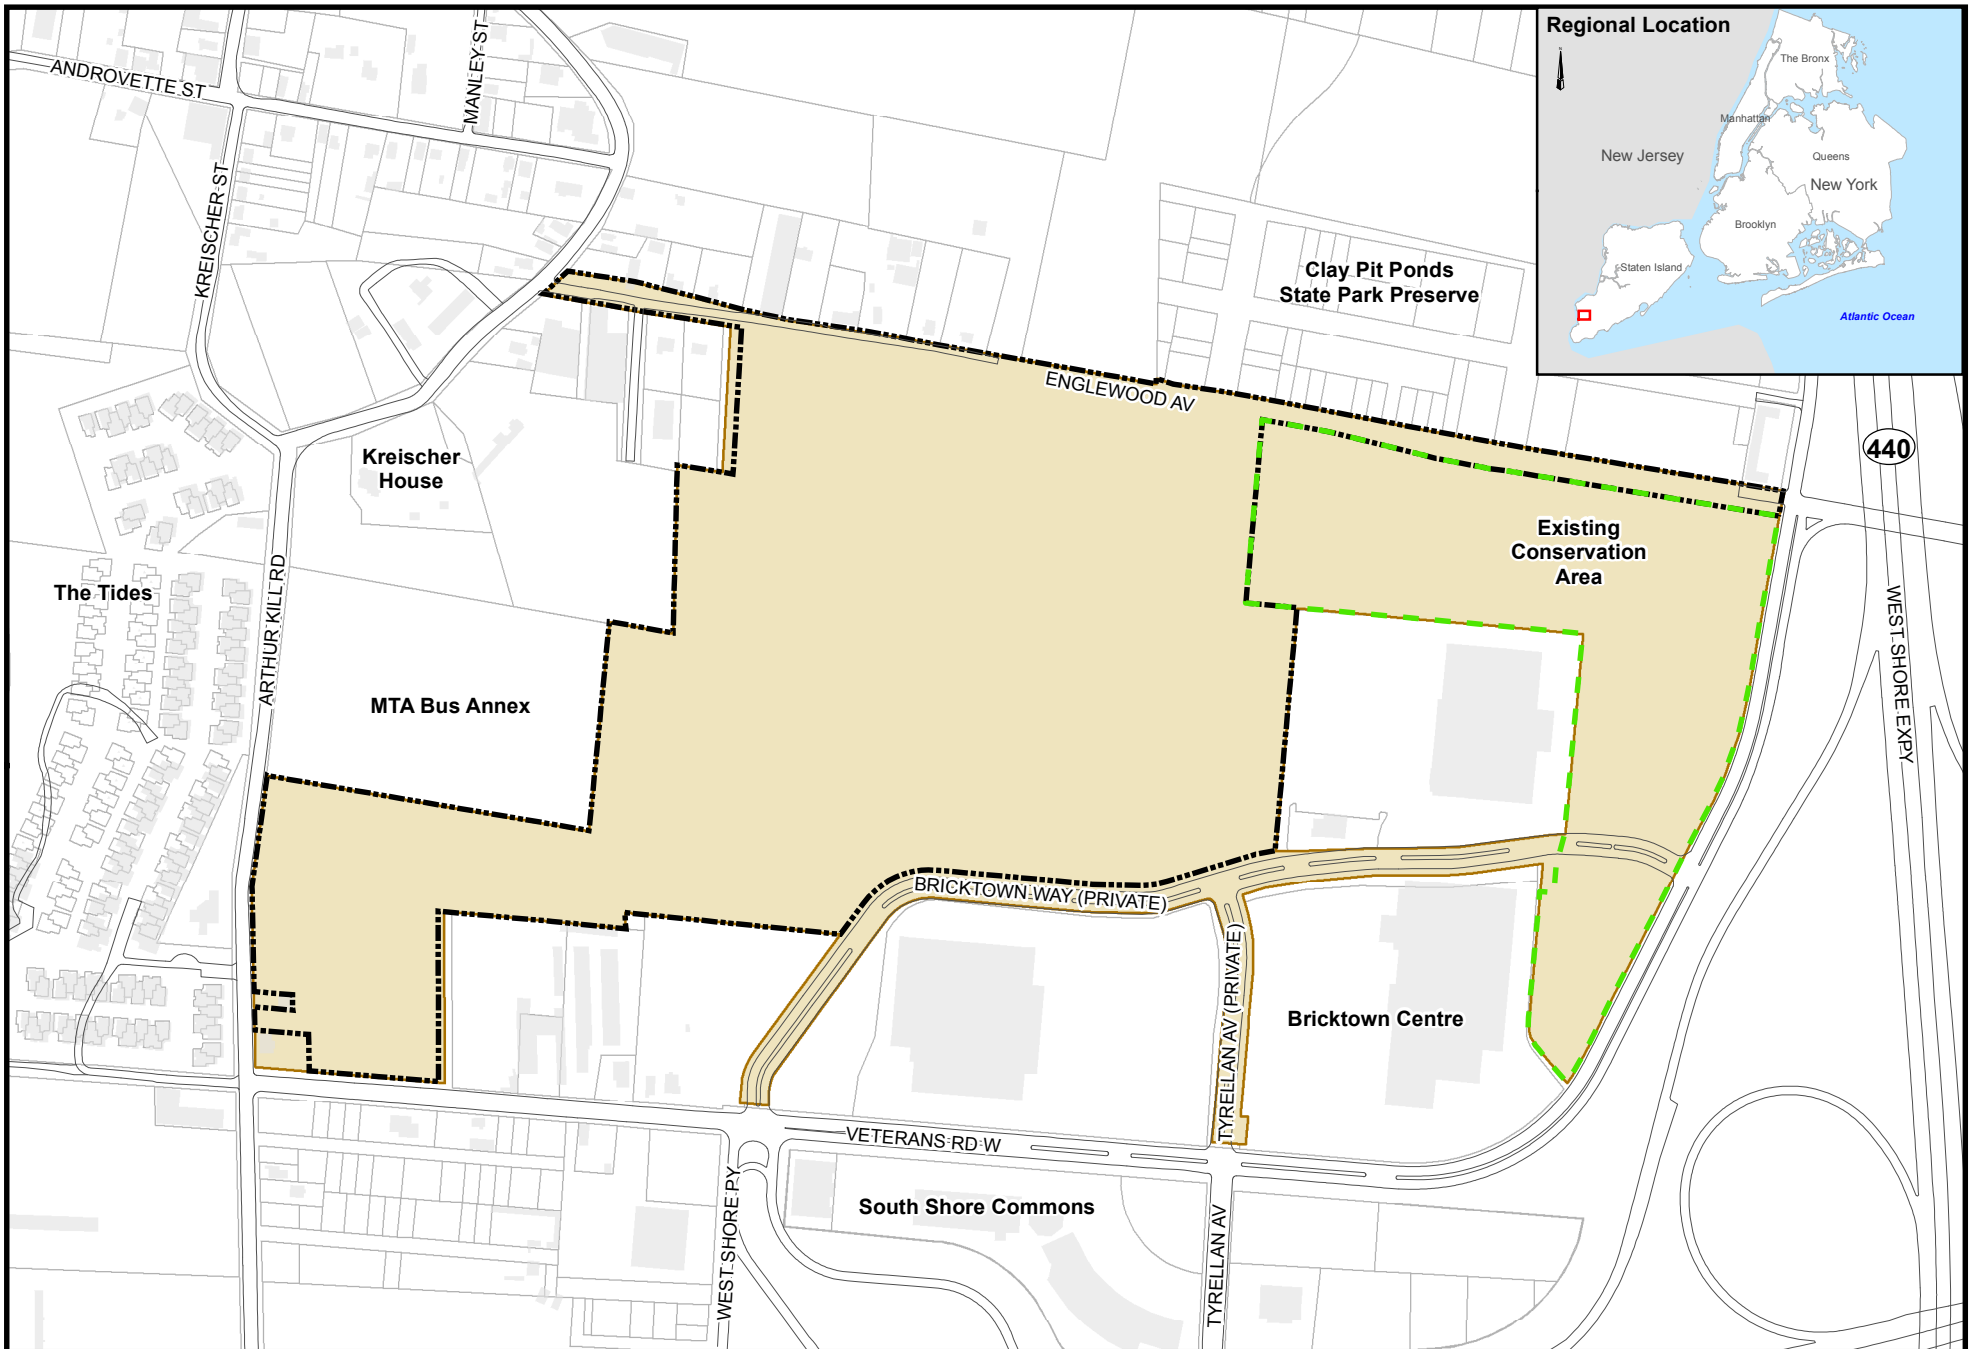 Regional Location
N
The Bronx
Manhattan
New Jersey
Queens
New York
Brooklyn
Staten Island
Atlantic Ocean
ANDROVETTE ST
MANLEY ST
KREISCHER ST
Clay Pit Ponds
State Park Preserve
ENGLEWOOD AV
440
Kreischer
House
Existing
Conservation
Area
The Tides
ARTHUR KILL RD
WEST SHORE EXPY
MTA Bus Annex
BRICKTOWN WAY (PRIVATE)
TYRELLAN AV (PRIVATE)
Bricktown Centre
VETERANS RD W
WEST SHORE PY
South Shore Commons
TYRELLAN AV